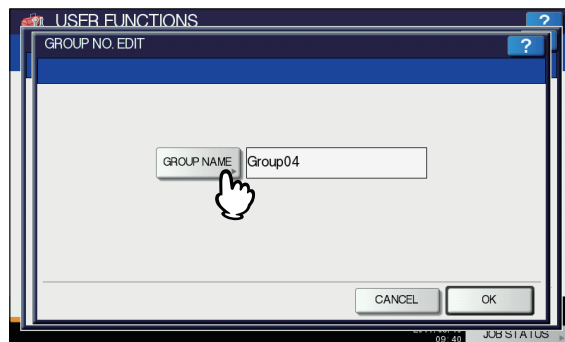 USER FUNCTIONS
?
GROUP NO. EDIT
?
GROUP NAME
Group04
CANCEL
OK
09:40
JOB STATUS